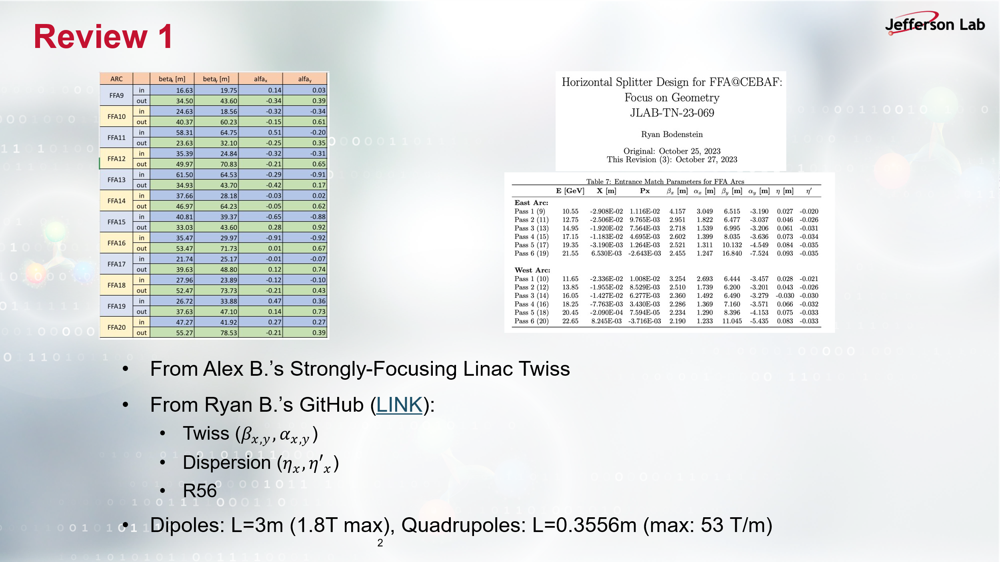 Review 1
Jefferson Lab
ARC betax [m] betay [m] alfax alfay
FFA9 in 16.63 19.75 0.14 0.03
out 34.50 43.60 -0.34 0.39
FFA10 in 24.63 18.56 -0.32 -0.34
out 40.37 60.23 -0.15 0.61
FFA11 in 58.31 64.75 0.51 -0.20
out 23.63 32.10 -0.25 0.35
FFA12 in 35.39 24.84 -0.32 -0.31
out 49.97 70.83 -0.21 0.65
FFA13 in 61.50 64.53 -0.29 -0.91
out 34.93 43.70 -0.42 0.17
FFA14 in 37.66 28.18 -0.03 0.02
out 46.97 64.23 -0.05 0.62
FFA15 in 40.81 39.37 -0.65 -0.88
out 33.03 43.60 0.28 0.92
FFA16 in 35.47 29.97 -0.91 -0.92
out 53.47 71.73 0.01 0.67
FFA17 in 21.74 25.17 -0.01 -0.07
out 39.63 48.80 0.12 0.74
FFA18 in 27.96 23.89 -0.12 -0.10
out 52.47 73.73 -0.21 0.43
FFA19 in 26.72 33.88 0.47 0.36
out 37.63 47.10 0.14 0.73
FFA20 in 47.27 41.92 0.27 0.27
out 55.27 78.53 -0.21 0.39
Horizontal Splitter Design for FFA@CEBAF:
Focus on Geometry
JLAB-TN-23-069
Ryan Bodenstein
Original: October 25, 2023
This Revision (3): October 27, 2023
Table 7: Entrance Match Parameters for FFA Arcs
E [GeV] X [m] Px βx [m] αx [m] βy [m] αy [m] η [m] η′
East Arc:
Pass 1 (9) 10.55 -2.908E-02 1.116E-02 4.157 3.049 6.515 -3.190 0.027 -0.020
Pass 2 (11) 12.75 -2.506E-02 9.765E-03 2.951 1.822 6.477 -3.037 0.046 -0.026
Pass 3 (13) 14.95 -1.920E-02 7.564E-03 2.718 1.539 6.995 -3.206 0.061 -0.031
Pass 4 (15) 17.15 -1.183E-02 4.695E-03 2.602 1.399 8.035 -3.636 0.073 -0.034
Pass 5 (17) 19.35 -3.190E-03 1.264E-03 2.521 1.311 10.132 -4.549 0.084 -0.035
Pass 6 (19) 21.55 6.530E-03 -2.643E-03 2.455 1.247 16.840 -7.524 0.093 -0.035
West Arc:
Pass 1 (10) 11.65 -2.336E-02 1.008E-02 3.254 2.693 6.444 -3.457 0.028 -0.021
Pass 2 (12) 13.85 -1.955E-02 8.529E-03 2.510 1.739 6.200 -3.201 0.043 -0.026
Pass 3 (14) 16.05 -1.427E-02 6.277E-03 2.360 1.492 6.490 -3.279 -0.030 -0.030
Pass 4 (16) 18.25 -7.763E-03 3.430E-03 2.286 1.369 7.160 -3.571 0.066 -0.032
Pass 5 (18) 20.45 -2.090E-04 7.594E-05 2.234 1.290 8.396 -4.153 0.075 -0.033
Pass 6 (20) 22.65 8.245E-03 -3.716E-03 2.190 1.233 11.045 -5.435 0.083 -0.033
• From Alex B.’s Strongly-Focusing Linac Twiss
• From Ryan B.’s GitHub (LINK):
• Twiss (βx,y, αx,y)
• Dispersion (ηx, η′x)
• R56
• Dipoles: L=3m (1.8T max), Quadrupoles: L=0.3556m (max: 53 T/m)
2